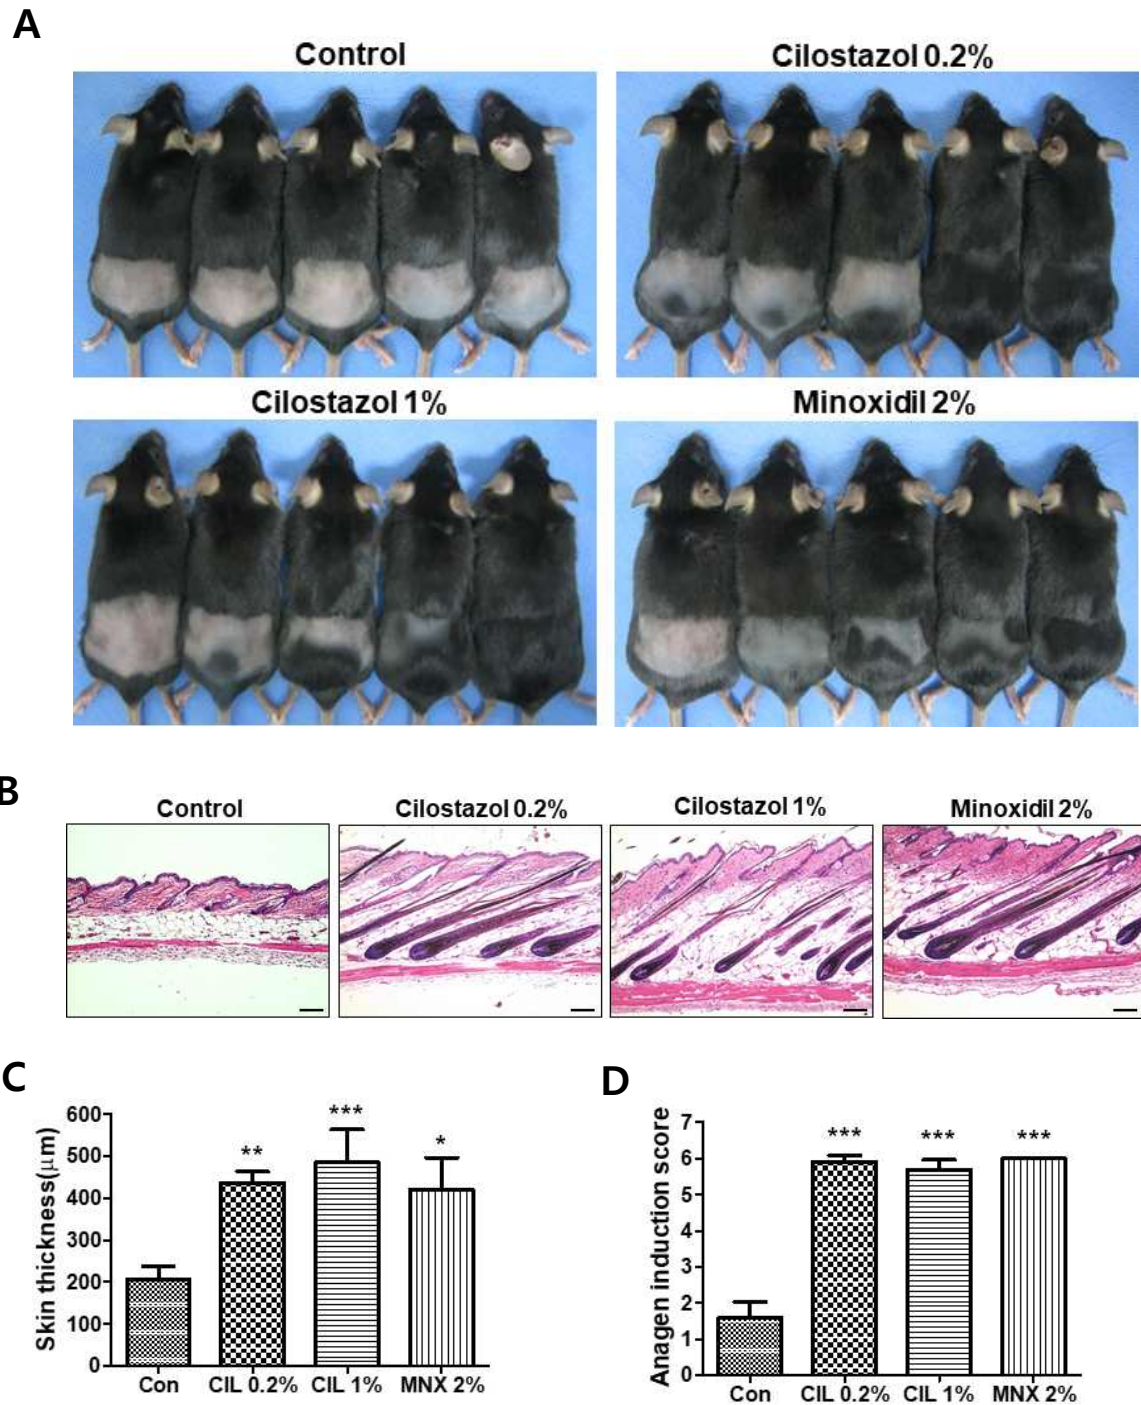 A
Control
Cilostazol 0.2%
Cilostazol 1%
Minoxidil 2%
B
Control
Cilostazol 0.2%
Cilostazol 1%
Minoxidil 2%
C
Skin thickness(μm)
600
500
400
300
200
100
0
**
***
*
Con
CIL 0.2%
CIL 1%
MNX 2%
D
Anagen induction score
7
6
5
4
3
2
1
0
***
***
***
Con
CIL 0.2%
CIL 1%
MNX 2%